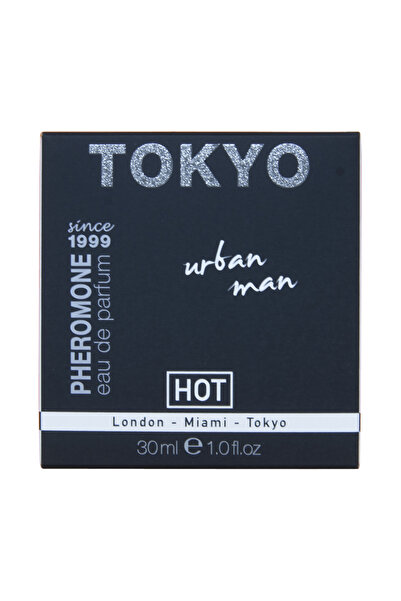 TOKYO
since
1999
PHEROMONE
eau de parfum
urban
man
HOT
London - Miami - Tokyo
30ml ℮ 1.0fl.oz